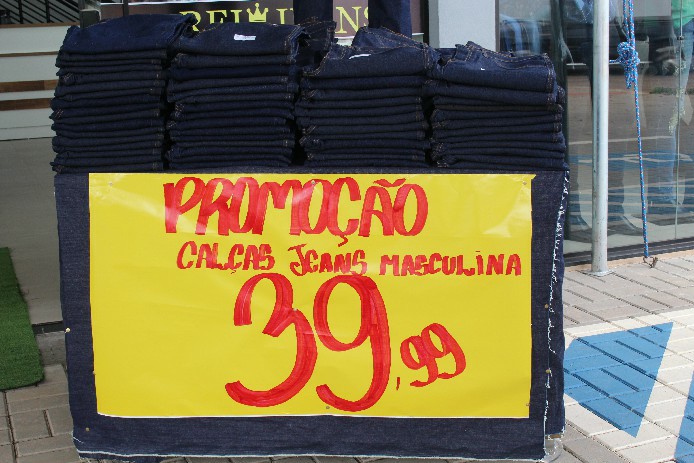 PROMOÇÃO
CALÇAS JEANS MASCULINA
39,99